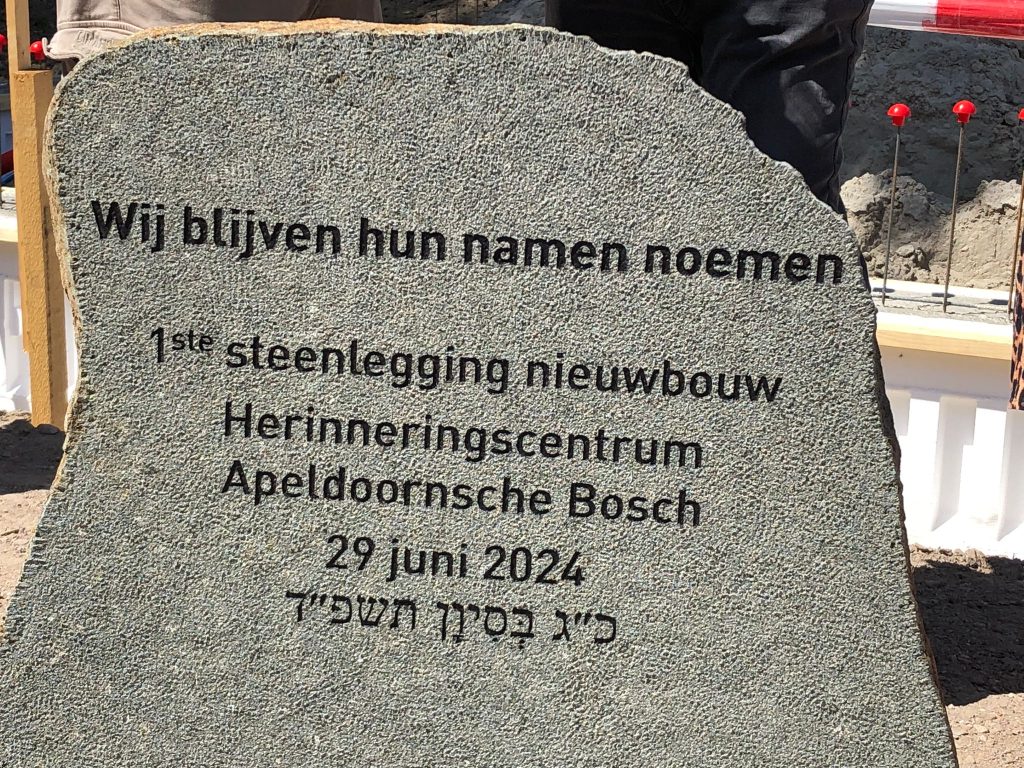 Wij blijven hun namen noemen
1ste steenlegging nieuwbouw
Herinneringscentrum
Apeldoornsche Bosch
29 juni 2024
כ״ג בְּסִיוָן תשפ״ד